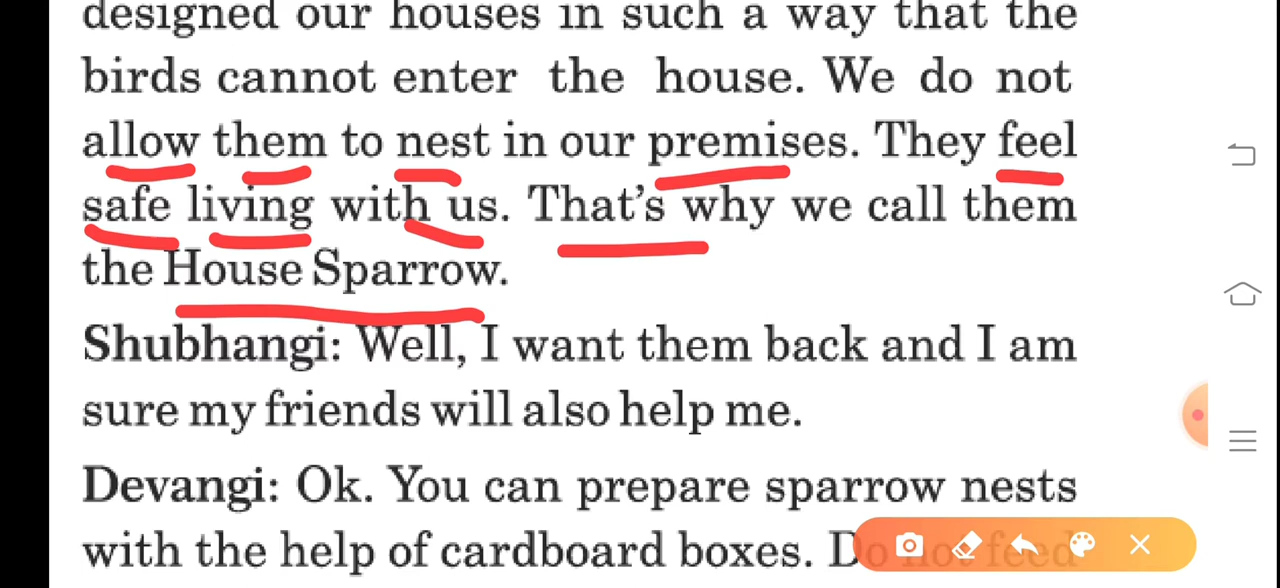 designed our houses in such a way that the
birds cannot enter the house. We do not
allow them to nest in our premises. They feel
safe living with us. That's why we call them
the House Sparrow.
Shubhangi: Well, I want them back and I am
sure my friends will also help me.
Devangi: Ok. You can prepare sparrow nests
with the help of cardboard boxes. Do not feed